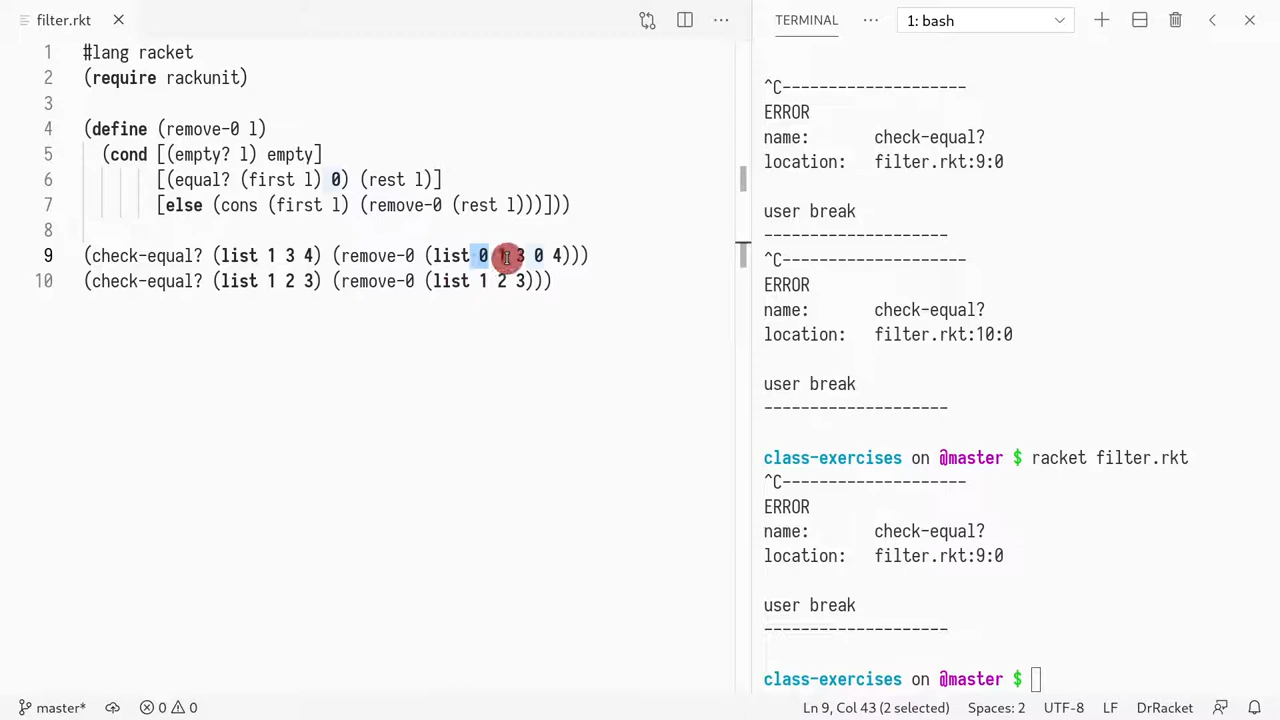 filter.rkt
TERMINAL
1: bash
1 #lang racket
2 (require rackunit)
3
4 (define (remove-0 l)
5 (cond [(empty? l) empty]
6 [(equal? (first l) 0) (rest l)]
7 [else (cons (first l) (remove-0 (rest l)))]))
8
9 (check-equal? (list 1 3 4) (remove-0 (list 0 1 3 0 4)))
10 (check-equal? (list 1 2 3) (remove-0 (list 1 2 3)))
^C--------------------
ERROR
name: check-equal?
location: filter.rkt:9:0
user break
--------------------
^C--------------------
ERROR
name: check-equal?
location: filter.rkt:10:0
user break
--------------------
class-exercises on @master $ racket filter.rkt
^C--------------------
ERROR
name: check-equal?
location: filter.rkt:9:0
user break
--------------------
class-exercises on @master $
master* 0 0 Ln 9, Col 43 (2 selected) Spaces: 2 UTF-8 LF DrRacket